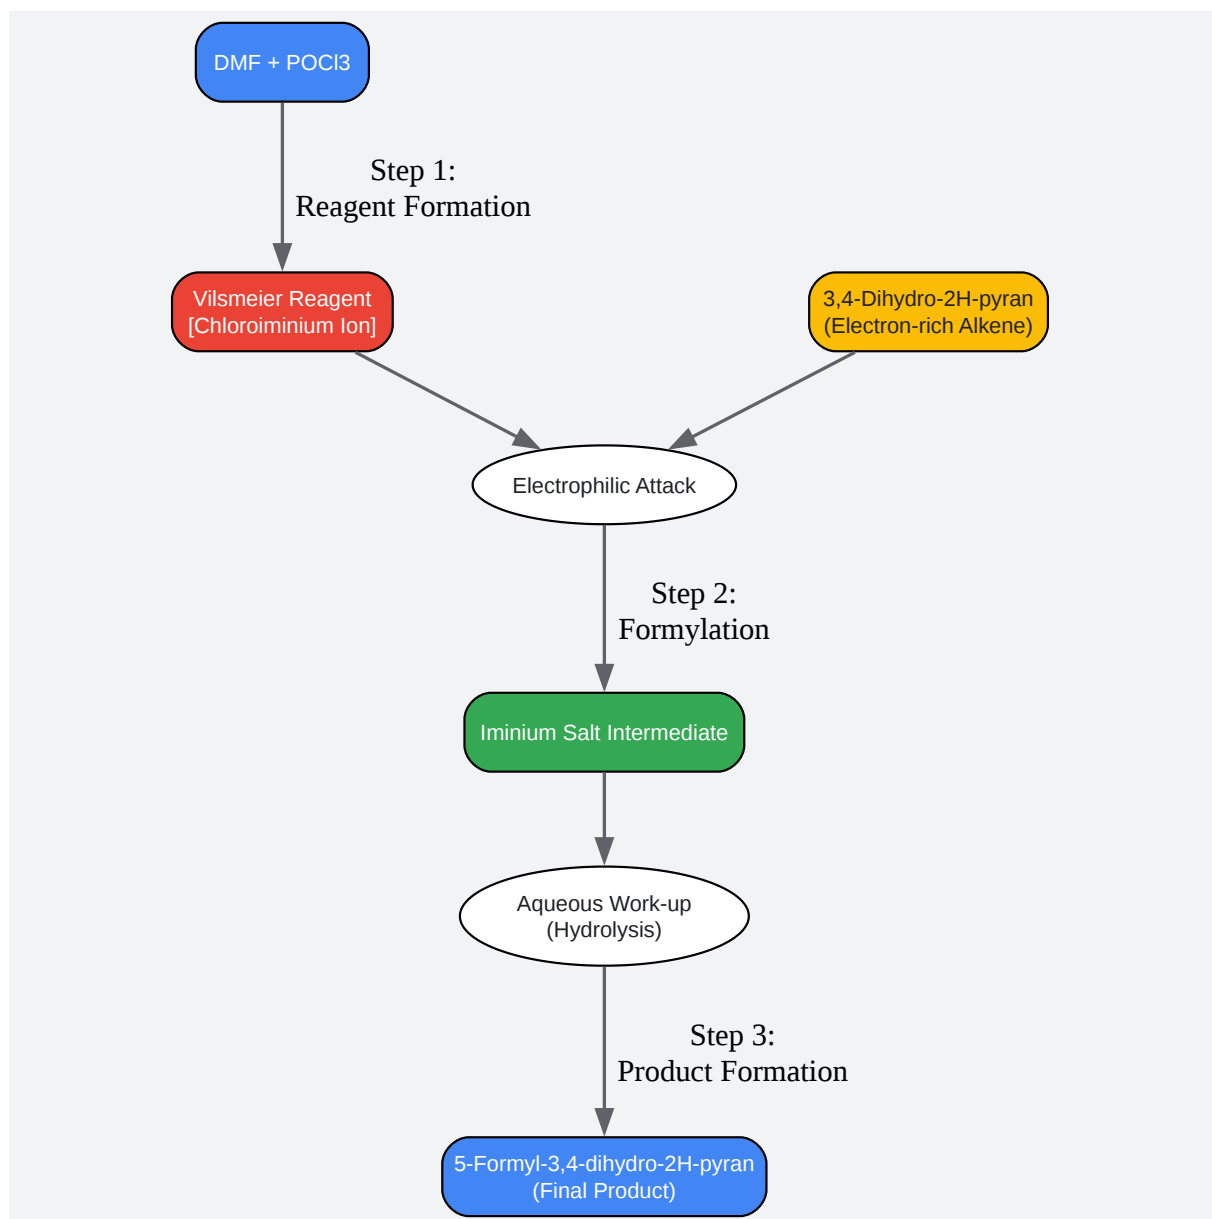 DMF + POCl3
Step 1:
Reagent Formation
Vilsmeier Reagent
[Chloroiminium Ion]
3,4-Dihydro-2H-pyran
(Electron-rich Alkene)
Electrophilic Attack
Step 2:
Formylation
Iminium Salt Intermediate
Aqueous Work-up
(Hydrolysis)
Step 3:
Product Formation
5-Formyl-3,4-dihydro-2H-pyran
(Final Product)